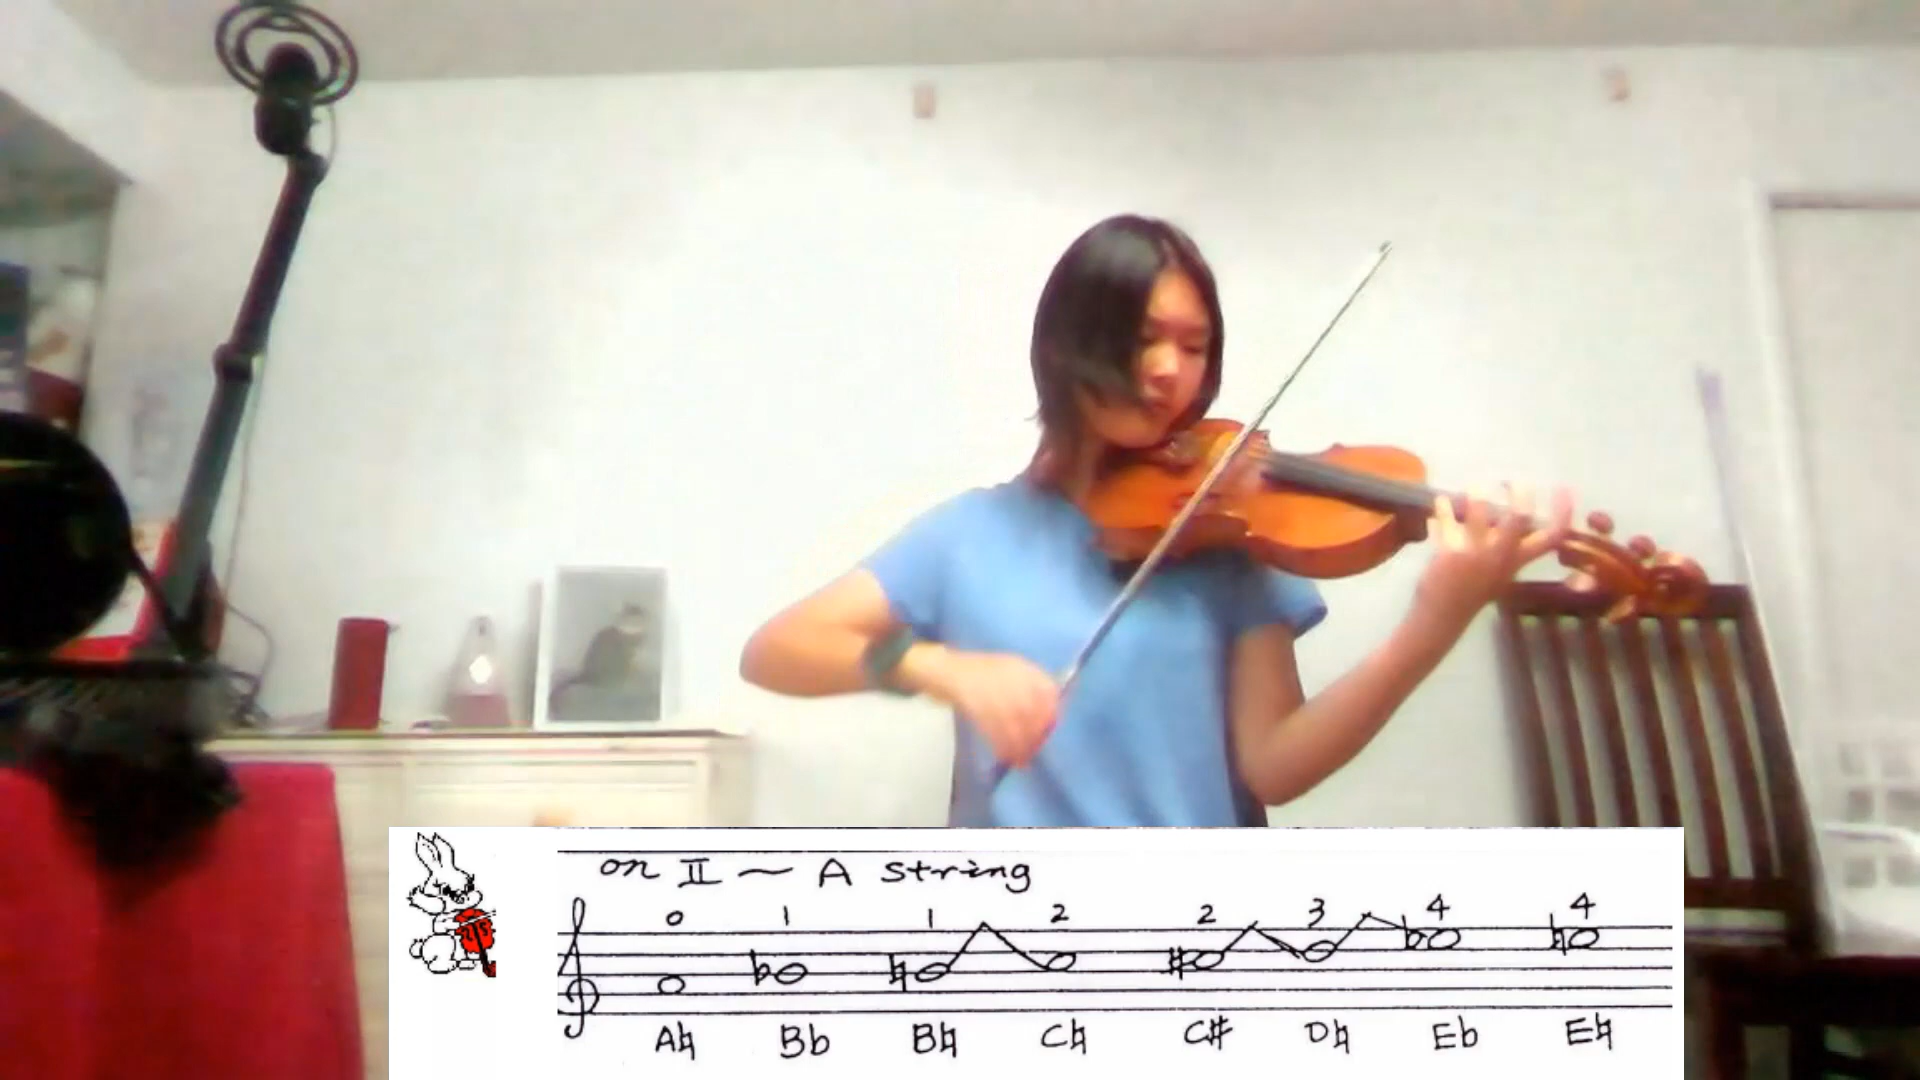 on II ~ A string
0 1 1 2 2 3 4 4
A♮ B♭ B♮ C♮ C♯ D♮ E♭ E♮